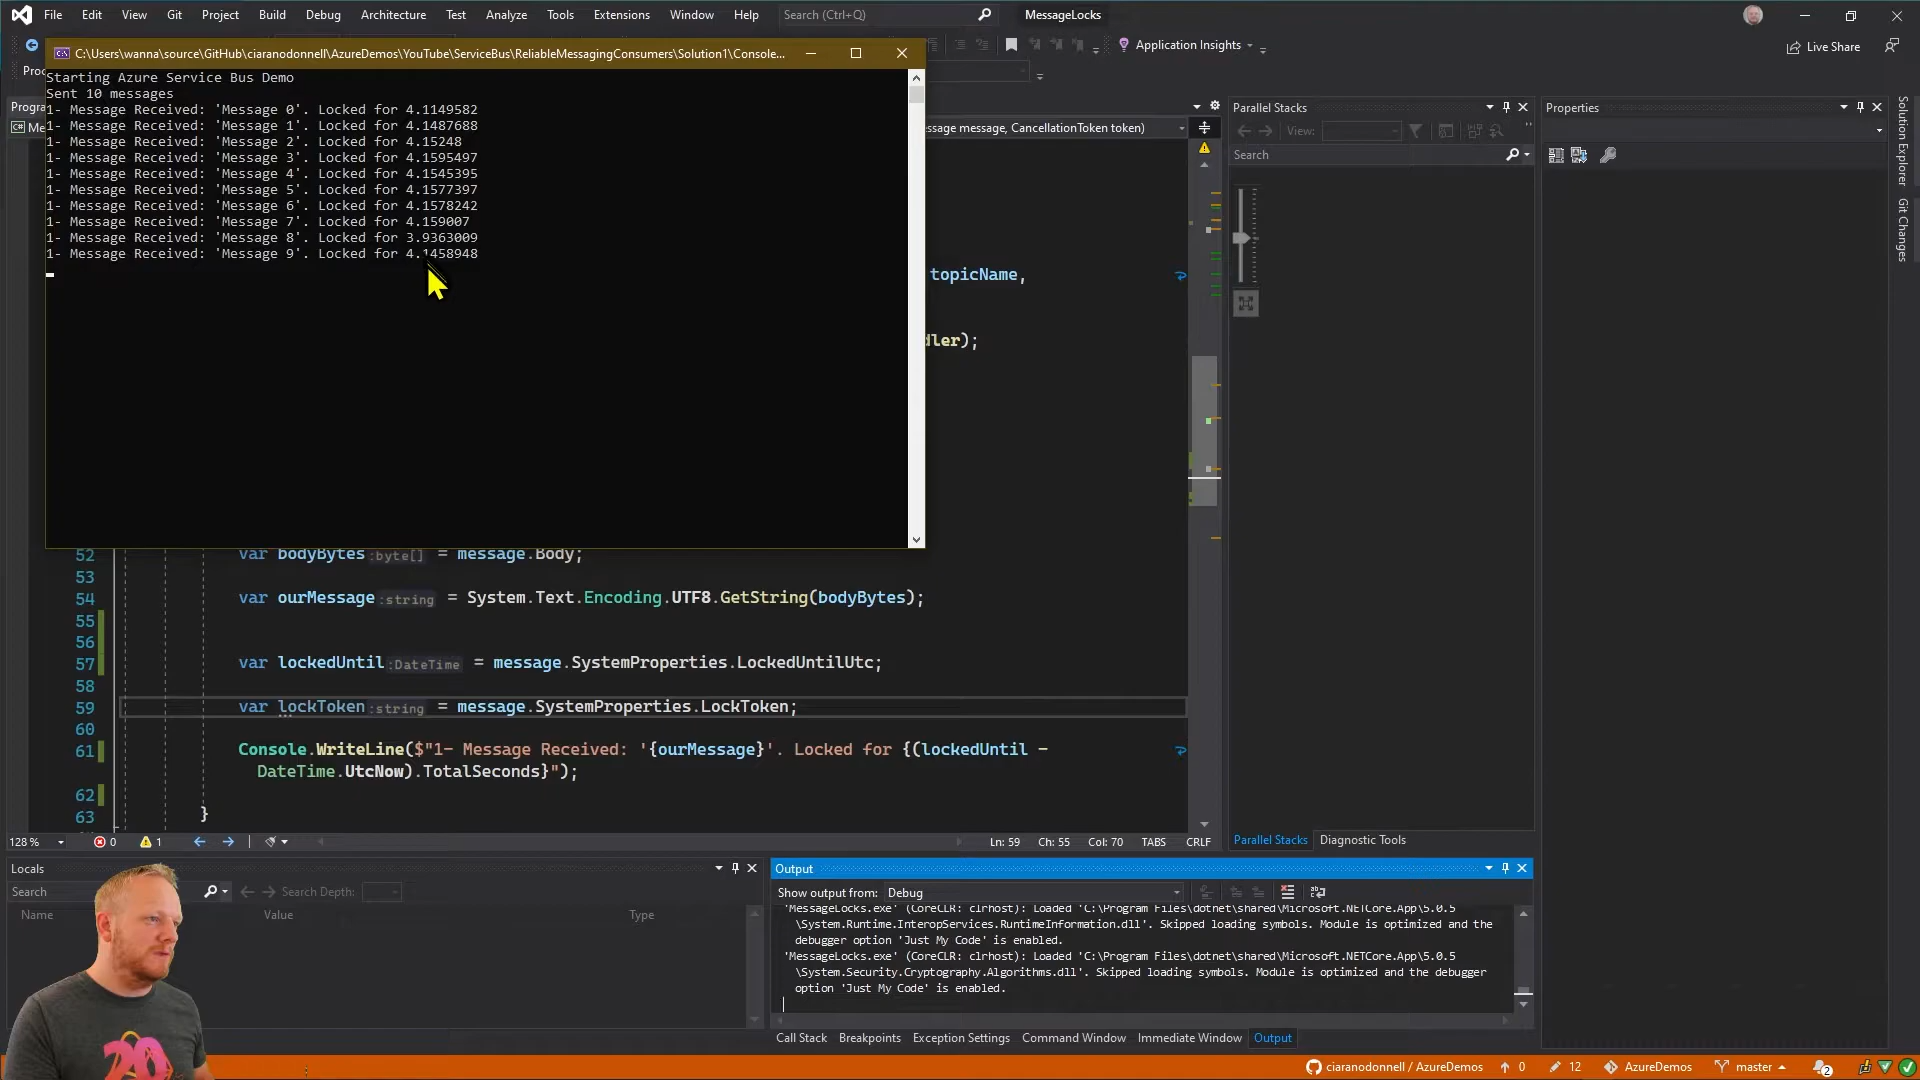 File Edit View Git Project Build Debug Architecture Test Analyze Tools Extensions Window Help Search (Ctrl+Q) MessageLocks
Application Insights Live Share
C:\Users\wanna\source\GitHub\ciaranodonnell\AzureDemos\YouTube\ServiceBus\ReliableMessagingConsumers\Solution1\Console...
Starting Azure Service Bus Demo
Sent 10 messages
1- Message Received: 'Message 0'. Locked for 4.1149582
1- Message Received: 'Message 1'. Locked for 4.1487688
1- Message Received: 'Message 2'. Locked for 4.15248
1- Message Received: 'Message 3'. Locked for 4.1595497
1- Message Received: 'Message 4'. Locked for 4.1545395
1- Message Received: 'Message 5'. Locked for 4.1577397
1- Message Received: 'Message 6'. Locked for 4.1578242
1- Message Received: 'Message 7'. Locked for 4.159007
1- Message Received: 'Message 8'. Locked for 3.9363009
1- Message Received: 'Message 9'. Locked for 4.1458948
Proc
Progra
C# Me
essage message, CancellationToken token)
topicName,
dler);
52 var bodyBytes :byte[] = message.Body;
53
54 var ourMessage :string = System.Text.Encoding.UTF8.GetString(bodyBytes);
55
56
57 var lockedUntil :DateTime = message.SystemProperties.LockedUntilUtc;
58
59 var lockToken :string = message.SystemProperties.LockToken;
60
61 Console.WriteLine($"1- Message Received: '{ourMessage}'. Locked for {(lockedUntil -
DateTime.UtcNow).TotalSeconds}");
62
63 }
128 % 0 1 Ln: 59 Ch: 55 Col: 70 TABS CRLF
Parallel Stacks
View:
Search
Parallel Stacks Diagnostic Tools
Properties
Solution Explorer
Git Changes
Locals
Search Search Depth:
Name Value Type
Output
Show output from: Debug
'MessageLocks.exe' (CoreCLR: clrhost): Loaded 'C:\Program Files\dotnet\shared\Microsoft.NETCore.App\5.0.5
\System.Runtime.InteropServices.RuntimeInformation.dll'. Skipped loading symbols. Module is optimized and the
debugger option 'Just My Code' is enabled.
'MessageLocks.exe' (CoreCLR: clrhost): Loaded 'C:\Program Files\dotnet\shared\Microsoft.NETCore.App\5.0.5
\System.Security.Cryptography.Algorithms.dll'. Skipped loading symbols. Module is optimized and the debugger
option 'Just My Code' is enabled.
Call Stack Breakpoints Exception Settings Command Window Immediate Window Output
20
ciaranodonnell / AzureDemos 0 12 AzureDemos master 2